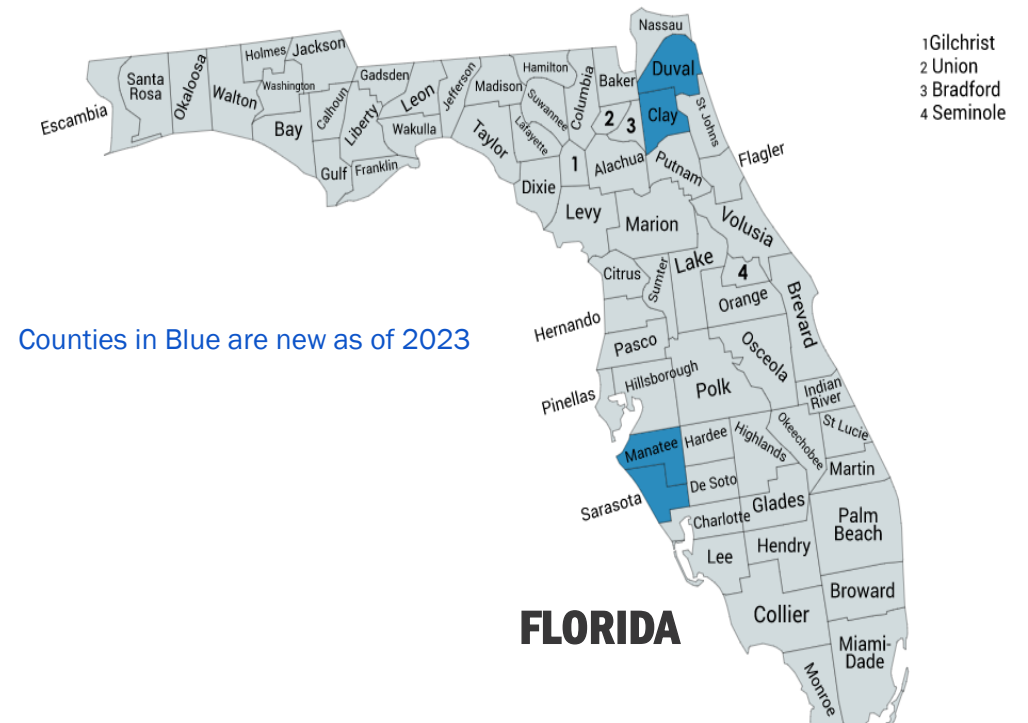 Nassau
1Gilchrist
2 Union
3 Bradford
4 Seminole
Holmes
Jackson
Santa
Rosa
Okaloosa
Walton
Washington
Gadsden
Jefferson
Madison
Hamilton
Columbia
Baker
Duval
Escambia
Bay
Calhoun
Liberty
Leon
Wakulla
Taylor
Suwannee
Lafayette
2
3
Clay
St Johns
Gulf
Franklin
Dixie
1
Alachua
Putnam
Flagler
Levy
Marion
Volusia
Citrus
Sumter
Lake
4
Orange
Brevard
Hernando
Counties in Blue are new as of 2023
Pasco
Osceola
Pinellas
Hillsborough
Polk
Indian
River
Manatee
Hardee
Highlands
Okeechobee
St Lucie
Sarasota
De Soto
Martin
Charlotte
Glades
Palm
Beach
Lee
Hendry
Broward
FLORIDA
Collier
Miami-
Dade
Monroe